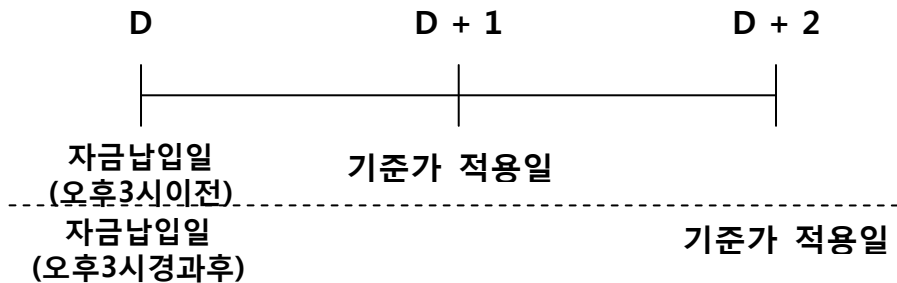 D D + 1 D + 2
자금납입일
(오후3시이전)
기준가 적용일
자금납입일
(오후3시경과후)
기준가 적용일